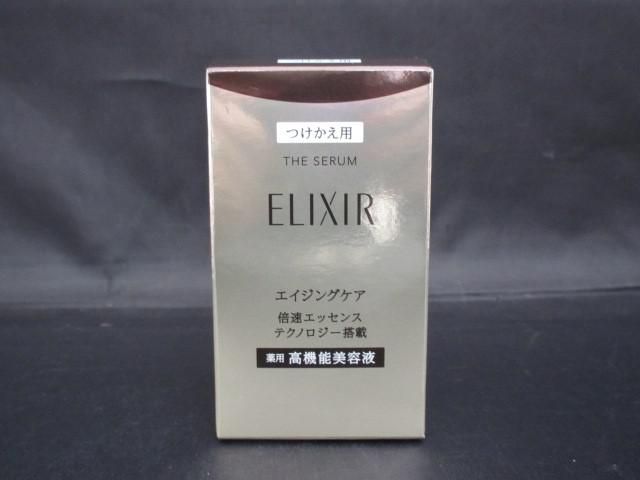 つけかえ用
THE SERUM
ELIXIR
エイジングケア
倍速エッセンス
テクノロジー搭載
薬用 高機能美容液